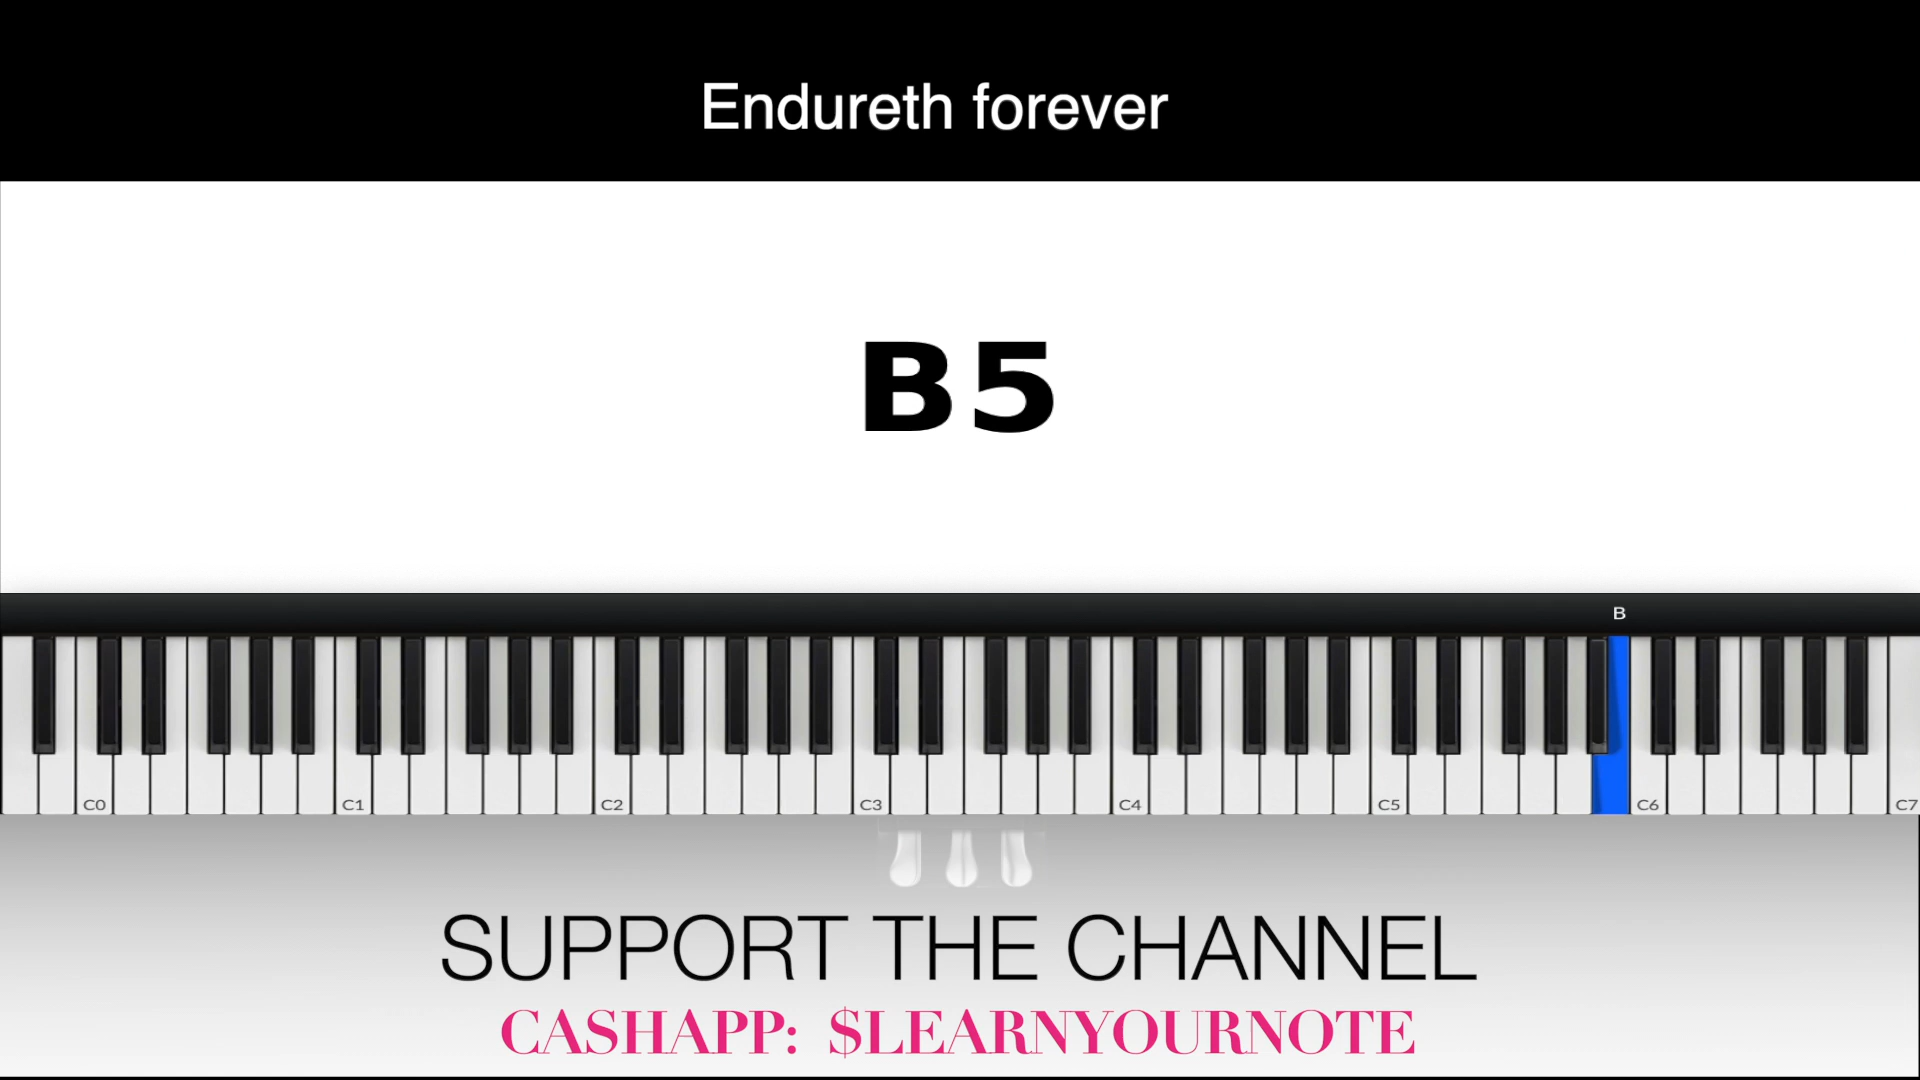 Endureth forever
B5
B
C0 C1 C2 C3 C4 C5 C6 C7
SUPPORT THE CHANNEL
CASHAPP: $LEARNYOURNOTE